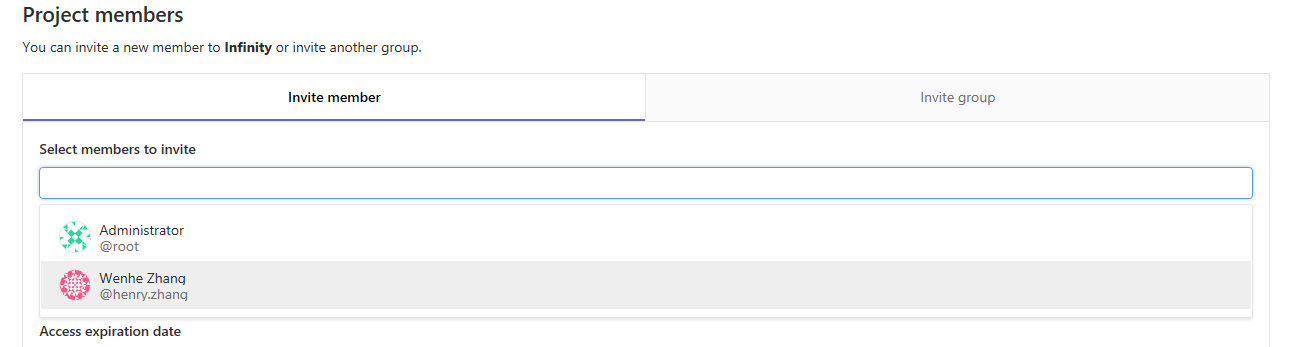 Project members
You can invite a new member to Infinity or invite another group.
Invite member
Invite group
Select members to invite
Administrator
@root
Wenhe Zhang
@henry.zhang
Access expiration date